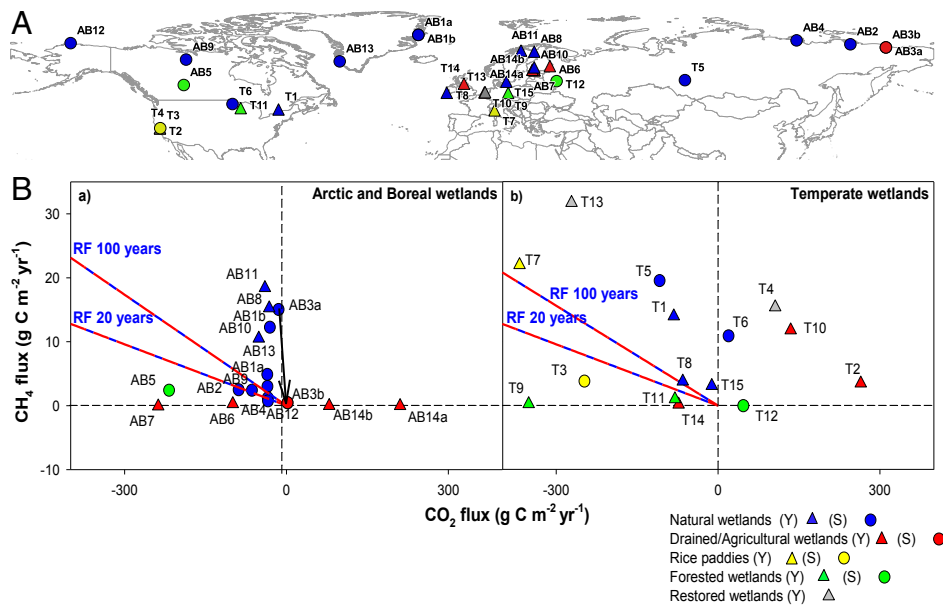 A
AB12
AB9
AB5
T6
T11
T1
T4
T3
T2
AB1a
AB1b
AB13
AB11
AB8
AB14b
AB10
T14
T13
AB14a
AB6
T12
AB7
T8
T15
T10
T9
T7
T5
AB4
AB2
AB3b
AB3a
B
a)
Arctic and Boreal wetlands
b)
Temperate wetlands
CH4 flux (g C m-2 yr-1)
30
20
10
0
-10
RF 100 years
RF 20 years
AB11
AB8
AB3a
AB1b
AB10
AB13
AB1a
AB9
AB5
AB2
AB3b
AB7
AB6
AB4
AB12
AB14b
AB14a
T13
T7
T5
RF 100 years
T1
T4
T6
RF 20 years
T10
T8
T3
T2
T15
T9
T11
T14
T12
-300
0
300
-300
0
300
CO2 flux (g C m-2 yr-1)
Natural wetlands (Y) (S)
Drained/Agricultural wetlands (Y) (S)
Rice paddies (Y) (S)
Forested wetlands (Y) (S)
Restored wetlands (Y)